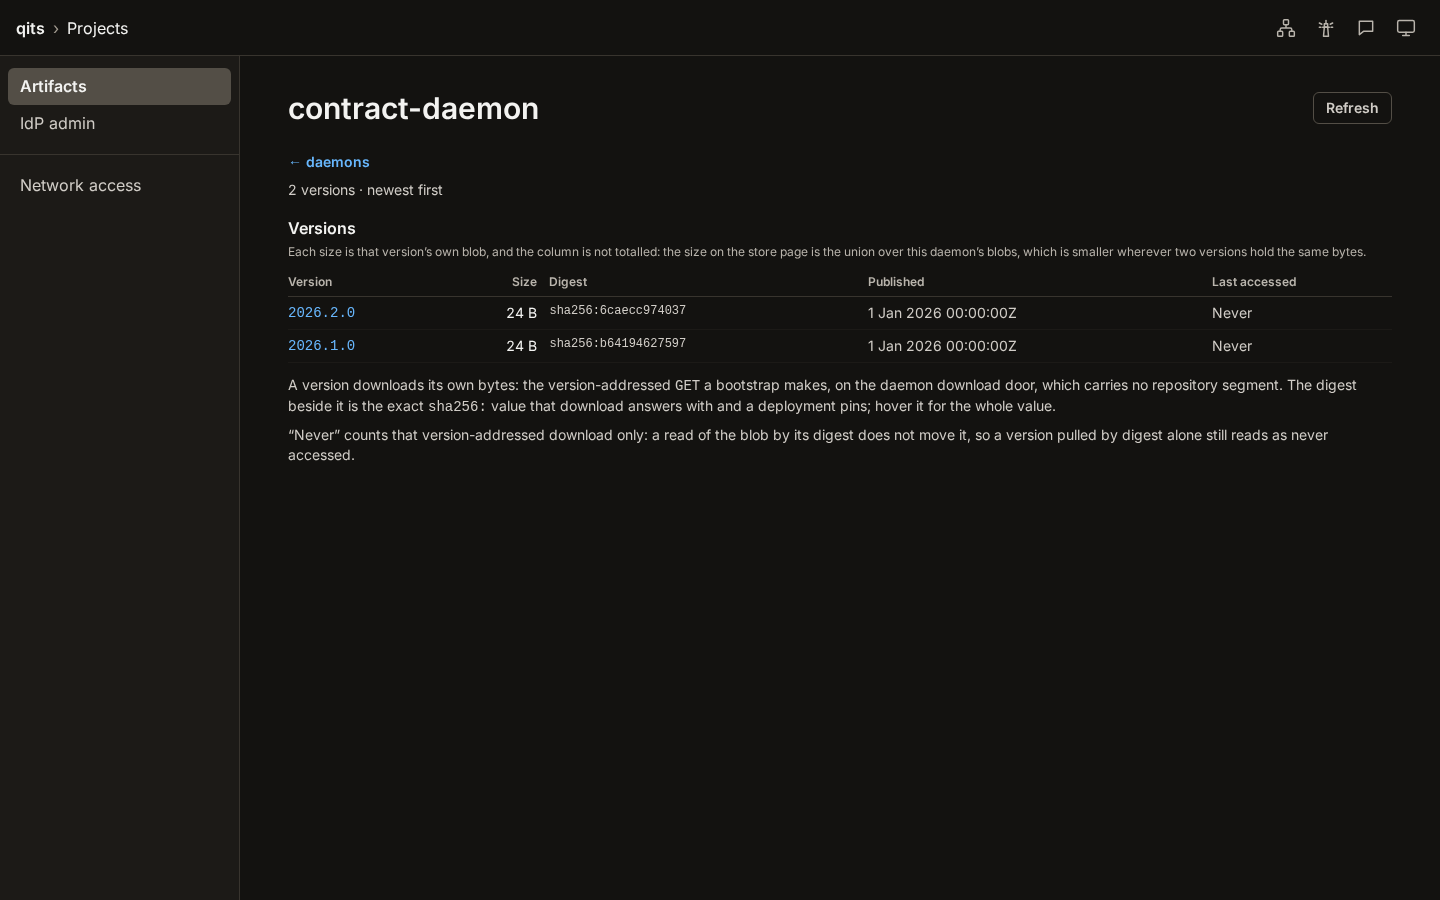 qits › Projects
Artifacts
IdP admin
Network access
contract-daemon
Refresh
← daemons
2 versions · newest first
Versions
Each size is that version’s own blob, and the column is not totalled: the size on the store page is the union over this daemon’s blobs, which is smaller wherever two versions hold the same bytes.
Version Size Digest Published Last accessed
2026.2.0 24 B sha256:6caecc974037 1 Jan 2026 00:00:00Z Never
2026.1.0 24 B sha256:b64194627597 1 Jan 2026 00:00:00Z Never
A version downloads its own bytes: the version-addressed GET a bootstrap makes, on the daemon download door, which carries no repository segment. The digest
beside it is the exact sha256: value that download answers with and a deployment pins; hover it for the whole value.
“Never” counts that version-addressed download only: a read of the blob by its digest does not move it, so a version pulled by digest alone still reads as never
accessed.